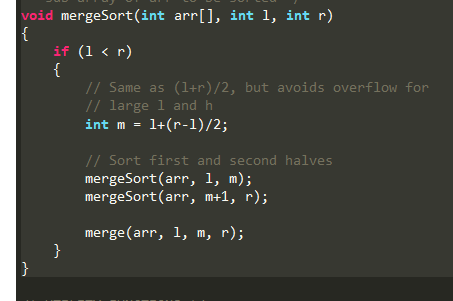 void mergeSort(int arr[], int l, int r)
{
if (l < r)
{
// Same as (l+r)/2, but avoids overflow for
// large l and h
int m = l+(r-l)/2;
// Sort first and second halves
mergeSort(arr, l, m);
mergeSort(arr, m+1, r);
merge(arr, l, m, r);
}
}